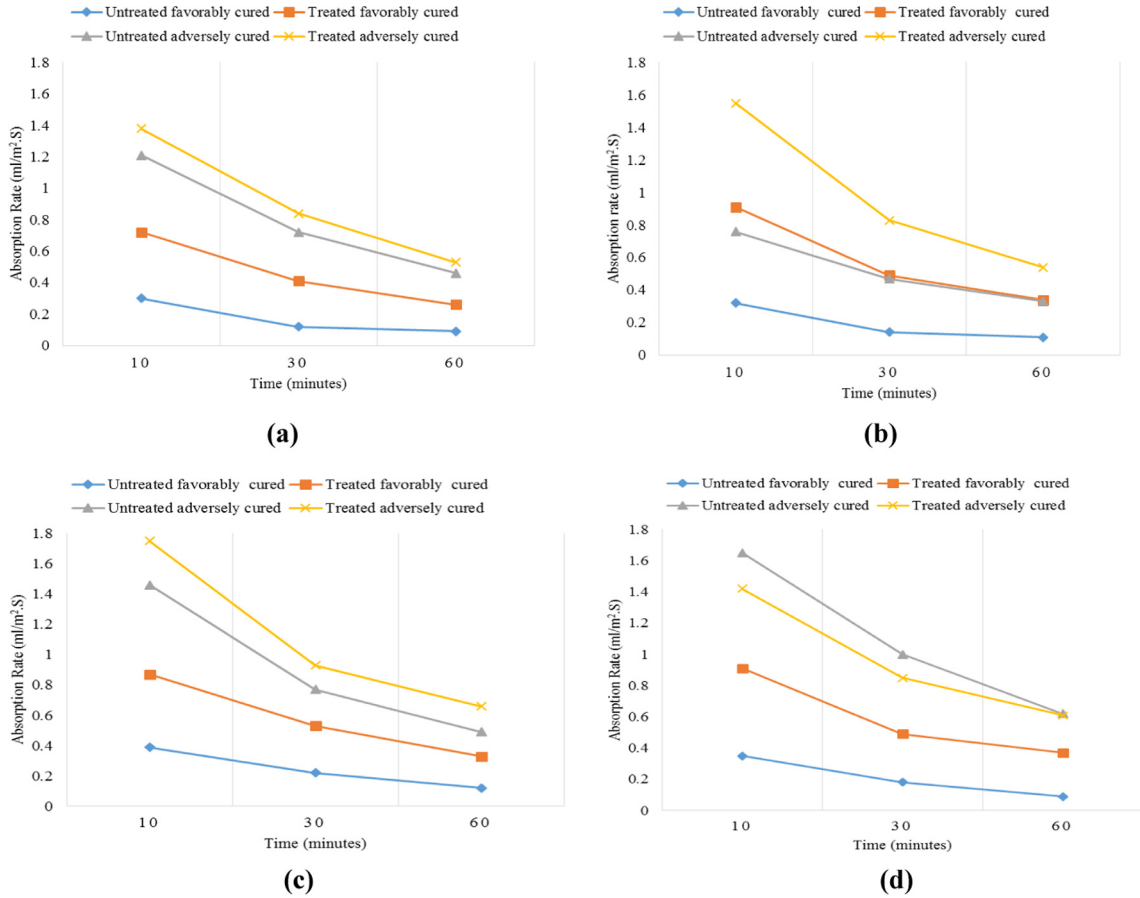 Untreated favorably cured Treated favorably cured
Untreated adversely cured Treated adversely cured
1.8
1.6
1.4
1.2
1
0.8
0.6
0.4
0.2
0
Absorption Rate (ml/m².S)
10 30 60
Time (minutes)
(a)
Untreated favorably cured Treated favorably cured
Untreated adversely cured Treated adversely cured
1.8
1.6
1.4
1.2
1
0.8
0.6
0.4
0.2
0
Absorption rate (ml/m².S)
10 30 60
Time (minutes)
(b)
Untreated favorably cured Treated favorably cured
Untreated adversely cured Treated adversely cured
1.8
1.6
1.4
1.2
1
0.8
0.6
0.4
0.2
0
Absorption Rate (ml/m².S)
10 30 60
Time (minutes)
(c)
Untreated favorably cured Treated favorably cured
Untreated adversely cured Treated adversely cured
1.8
1.6
1.4
1.2
1
0.8
0.6
0.4
0.2
0
Absorption Rate (ml/m².S)
10 30 60
Time (minutes)
(d)